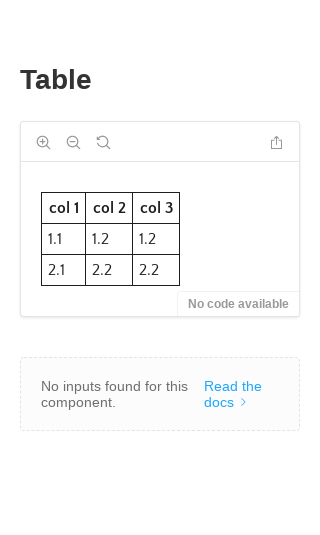 Table
col 1 col 2 col 3
1.1 1.2 1.2
2.1 2.2 2.2
No code available
No inputs found for this component.
Read the docs